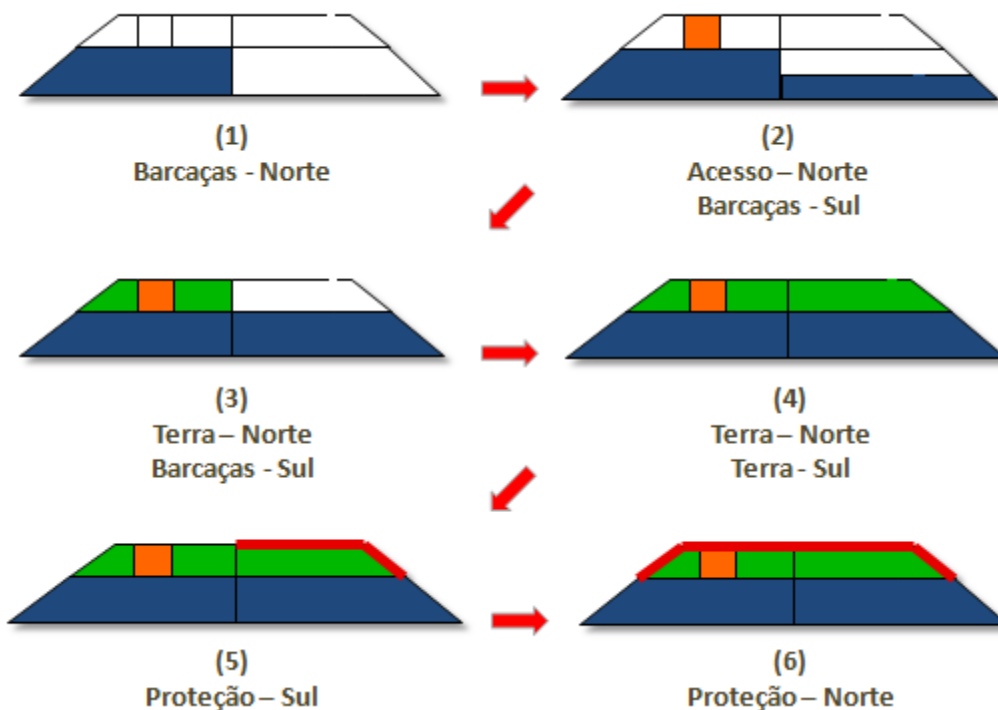 (1)
Barcaças - Norte
(2)
Acesso – Norte
Barcaças - Sul
(3)
Terra – Norte
Barcaças - Sul
(4)
Terra – Norte
Terra - Sul
(5)
Proteção – Sul
(6)
Proteção – Norte